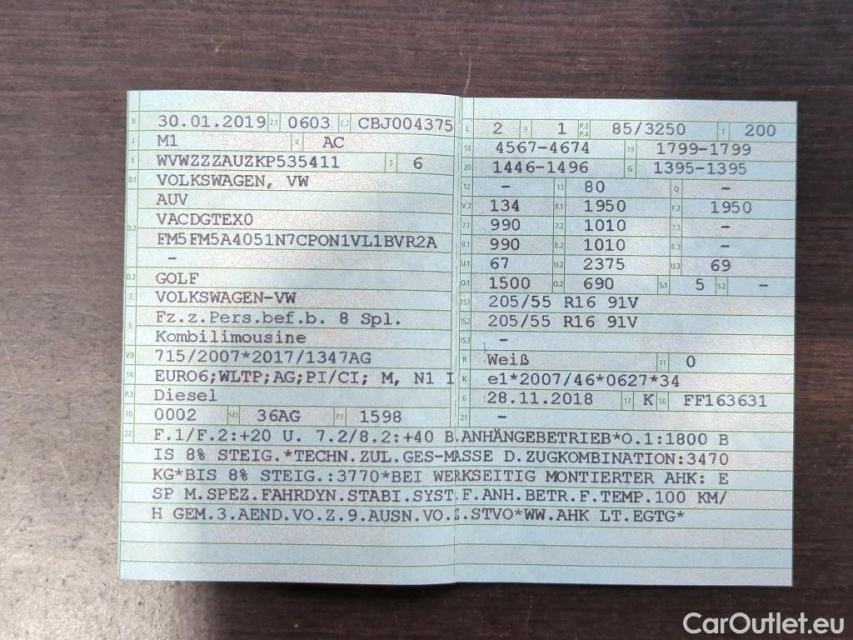 B 30.01.2019 2.1 0603 2.2 CBJ004375
J M1 4 AC
E WVWZZZAUZKP535411 3 6
D.1 VOLKSWAGEN, VW
AUV
D.2 VACDGTEX0
FM5FM5A4051N7CPON1VL1BVR2A
–
D.3 GOLF
2 VOLKSWAGEN-VW
5 Fz.z.Pers.bef.b. 8 Spl.
Kombilimousine
V.9 715/2007*2017/1347AG
14 EURO6;WLTP;AG;PI/CI; M, N1 I
P.3 Diesel
10 0002 14.1 36AG P.1 1598
L 2 9 1 P.2 P.4 85/3250 T 200
18 4567-4674 19 1799-1799
20 1446-1496 G 1395-1395
12 – 13 80 Q –
V.7 134 F.1 1950 F.2 1950
7.1 990 7.2 1010 7.3 –
8.1 990 8.2 1010 8.3 –
U.1 67 U.2 2375 U.3 69
O.1 1500 O.2 690 S.1 5 S.2 –
15.1 205/55 R16 91V
15.2 205/55 R16 91V
15.3 –
R Weiß 11 0
K e1*2007/46*0627*34
6 28.11.2018 17 K 16 FF163631
21 –
22 F.1/F.2:+20 U. 7.2/8.2:+40 B.ANHÄNGEBETRIEB*O.1:1800 B
IS 8% STEIG.*TECHN.ZUL.GES-MASSE D.ZUGKOMBINATION:3470
KG*BIS 8% STEIG.:3770*BEI WERKSEITIG MONTIERTER AHK: E
SP M.SPEZ.FAHRDYN.STABI.SYST.F.ANH.BETR.F.TEMP.100 KM/
H GEM.3.AEND.VO.Z.9.AUSN.VO.Z.STVO*WW.AHK LT.EGTG*
CarOutlet.eu